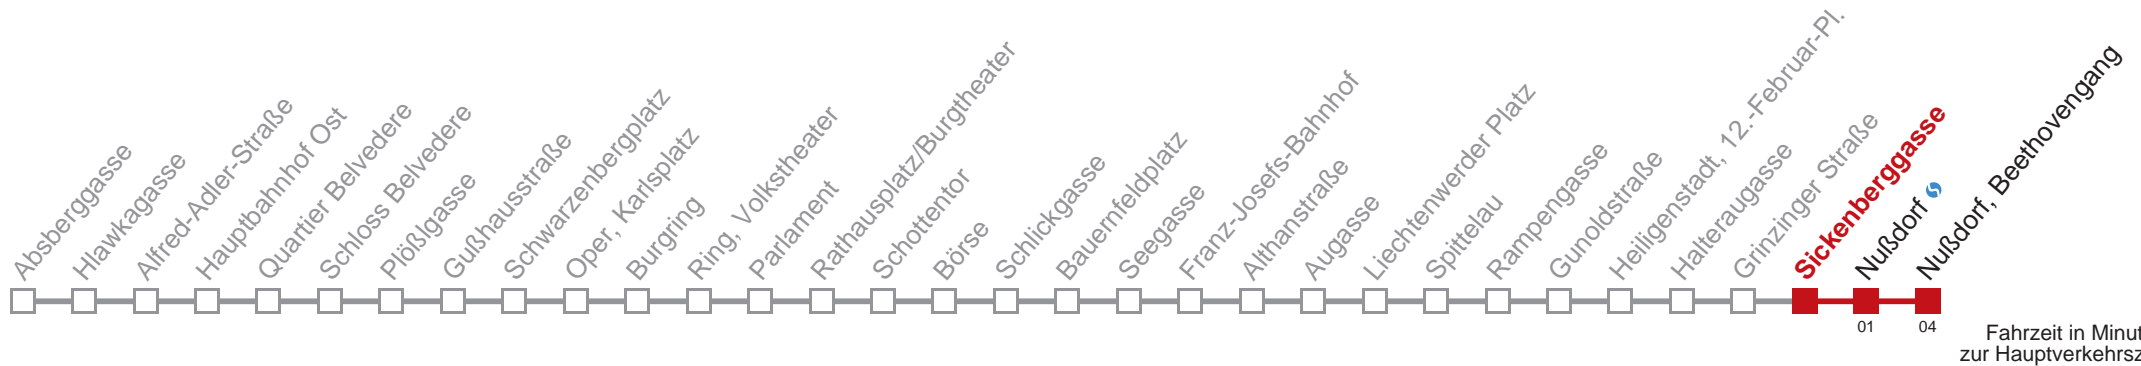 Absberggasse
Hlawkagasse
Alfred-Adler-Straße
Hauptbahnhof Ost
Quartier Belvedere
Schloss Belvedere
Plößlgasse
Gußhausstraße
Schwarzenbergplatz
Oper, Karlsplatz
Burgring
Ring, Volkstheater
Parlament
Rathausplatz/Burgtheater
Schottentor
Börse
Schlickgasse
Bauernfeldplatz
Seegasse
Franz-Josefs-Bahnhof
Althanstraße
Augasse
Liechtenwerder Platz
Spittelau
Rampengasse
Gunoldstraße
Heiligenstadt, 12.-Februar-Pl.
Halteraugasse
Grinzinger Straße
Sickenberggasse
Nußdorf
Nußdorf, Beethovengang
01
04
Fahrzeit in Minut
zur Hauptverkehrsz